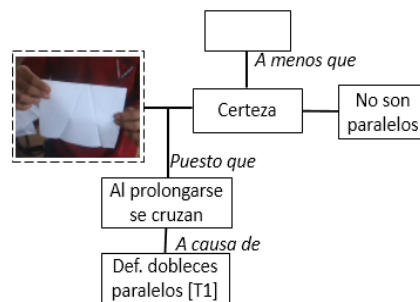 A menos que
Certeza
No son
paralelos
Puesto que
Al prolongarse
se cruzan
A causa de
Def. dobleces
paralelos [T1]